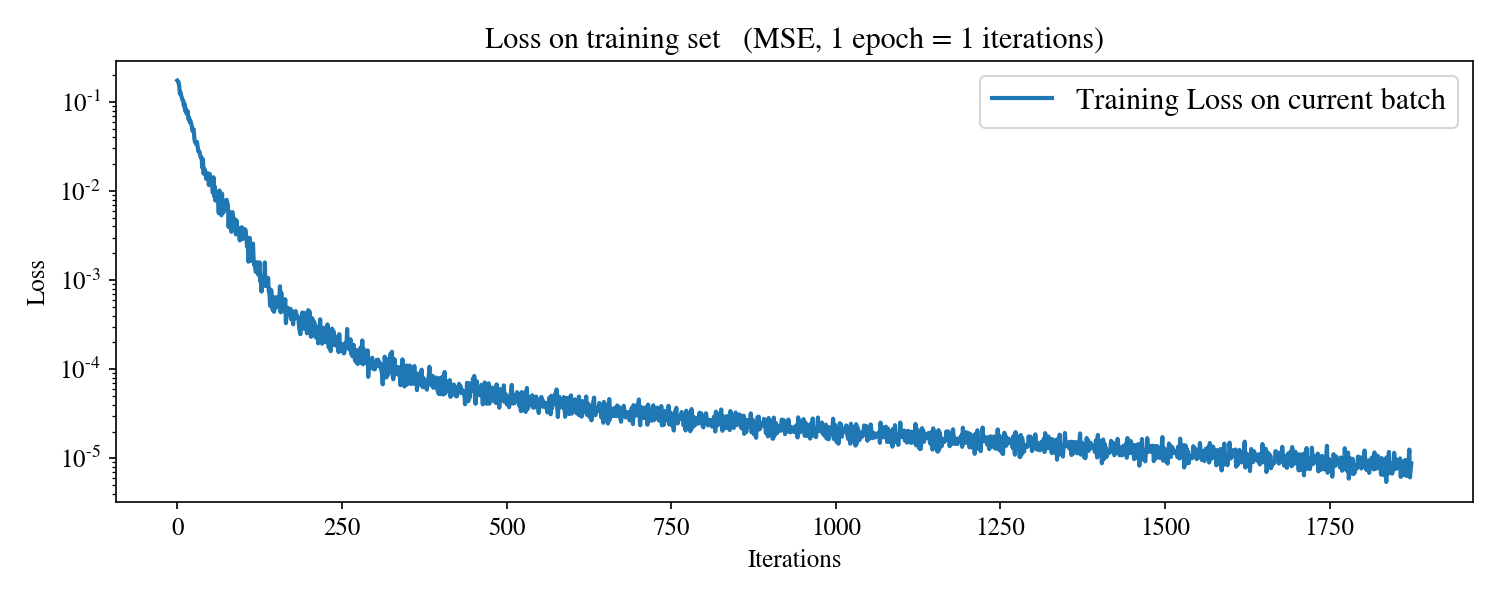 Loss on training set   (MSE, 1 epoch = 1 iterations)
Training Loss on current batch
Loss
10^-1
10^-2
10^-3
10^-4
10^-5
0 250 500 750 1000 1250 1500 1750
Iterations